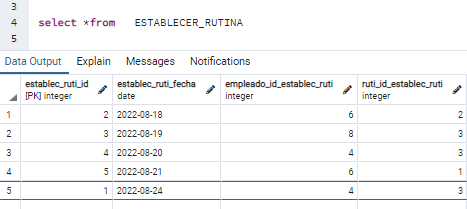 3
4 select *from ESTABLECER_RUTINA
5
Data Output Explain Messages Notifications
establec_ruti_id establec_ruti_fecha empleado_id_establec_ruti ruti_id_establec_ruti
[PK] integer date integer integer
1 2 2022-08-18 6 2
2 3 2022-08-19 8 3
3 4 2022-08-20 4 3
4 5 2022-08-21 6 1
5 1 2022-08-24 4 3